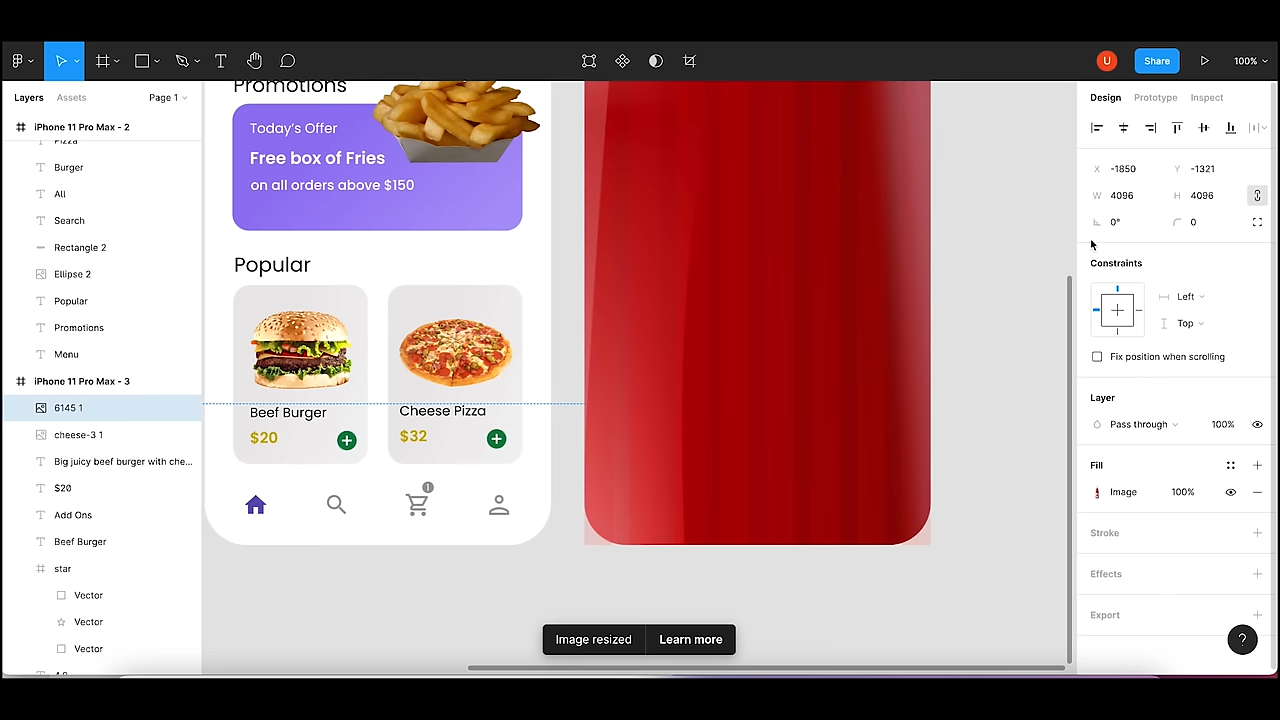 Share
100%
Layers
Assets
Page 1
iPhone 11 Pro Max - 2
Pizza
Burger
All
Search
Rectangle 2
Ellipse 2
Popular
Promotions
Menu
iPhone 11 Pro Max - 3
6145 1
cheese-3 1
Big juicy beef burger with che...
$20
Add Ons
Beef Burger
star
Vector
Vector
Vector
4.8
Promotions
Today's Offer
Free box of Fries
on all orders above $150
Popular
Beef Burger
$20
Cheese Pizza
$32
1
Image resized
Learn more
U
Design
Prototype
Inspect
X -1850
Y -1321
W 4096
H 4096
0°
0
Constraints
Left
Top
Fix position when scrolling
Layer
Pass through
100%
Fill
Image
100%
Stroke
Effects
Export
?